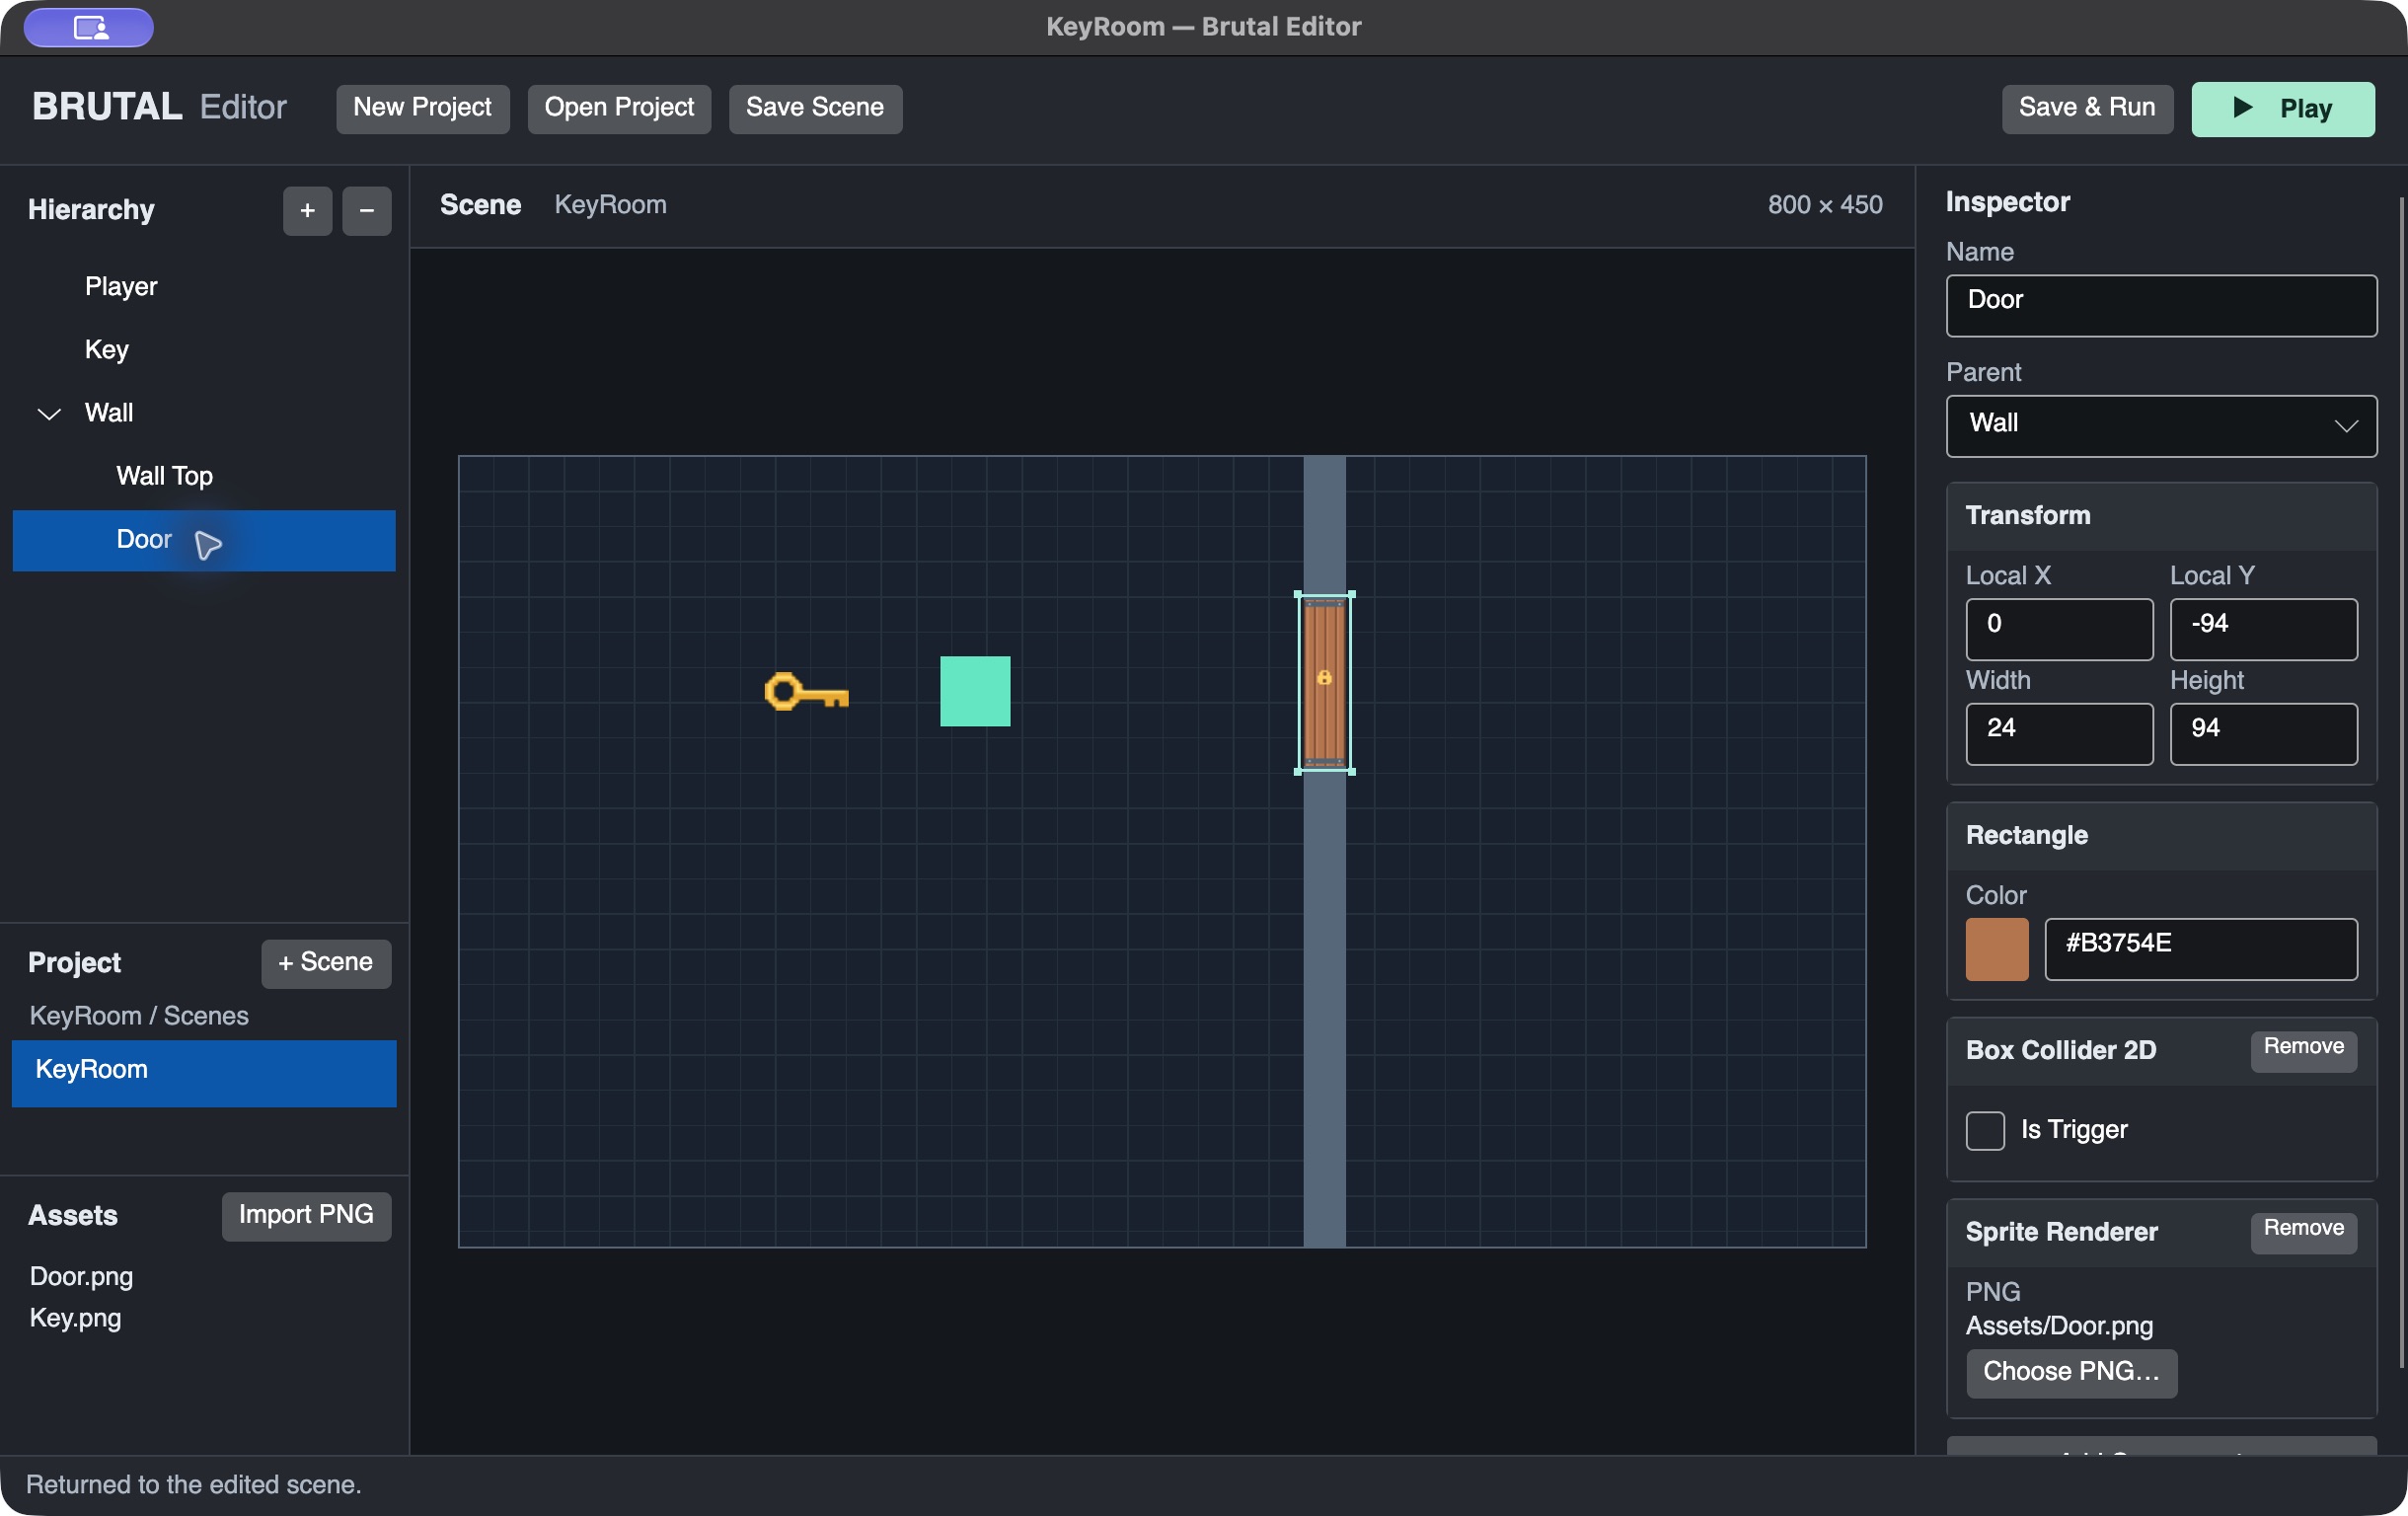 KeyRoom — Brutal Editor
BRUTAL Editor
New Project
Open Project
Save Scene
Save & Run
Play
Hierarchy
+
−
Player
Key
Wall
Wall Top
Door
Project
+ Scene
KeyRoom / Scenes
KeyRoom
Assets
Import PNG
Door.png
Key.png
Scene KeyRoom
800 × 450
Inspector
Name
Door
Parent
Wall
Transform
Local X Local Y
0 -94
Width Height
24 94
Rectangle
Color
#B3754E
Box Collider 2D
Remove
Is Trigger
Sprite Renderer
Remove
PNG
Assets/Door.png
Choose PNG...
Returned to the edited scene.